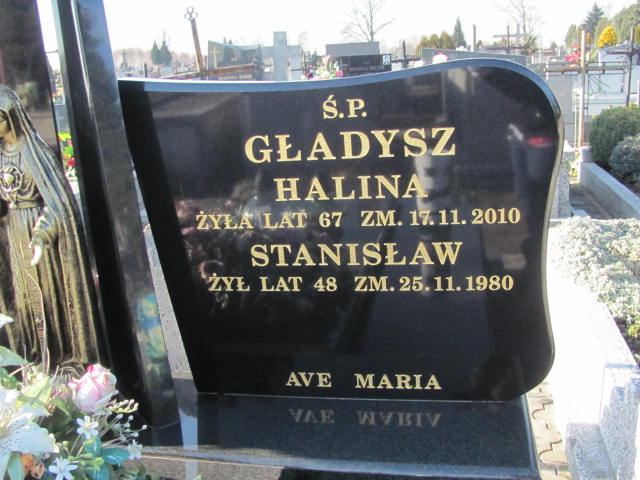 Ś.P.
GŁADYSZ
HALINA
ŻYŁA LAT 67 ZM. 17.11.2010
STANISŁAW
ŻYŁ LAT 48 ZM. 25.11.1980
AVE MARIA